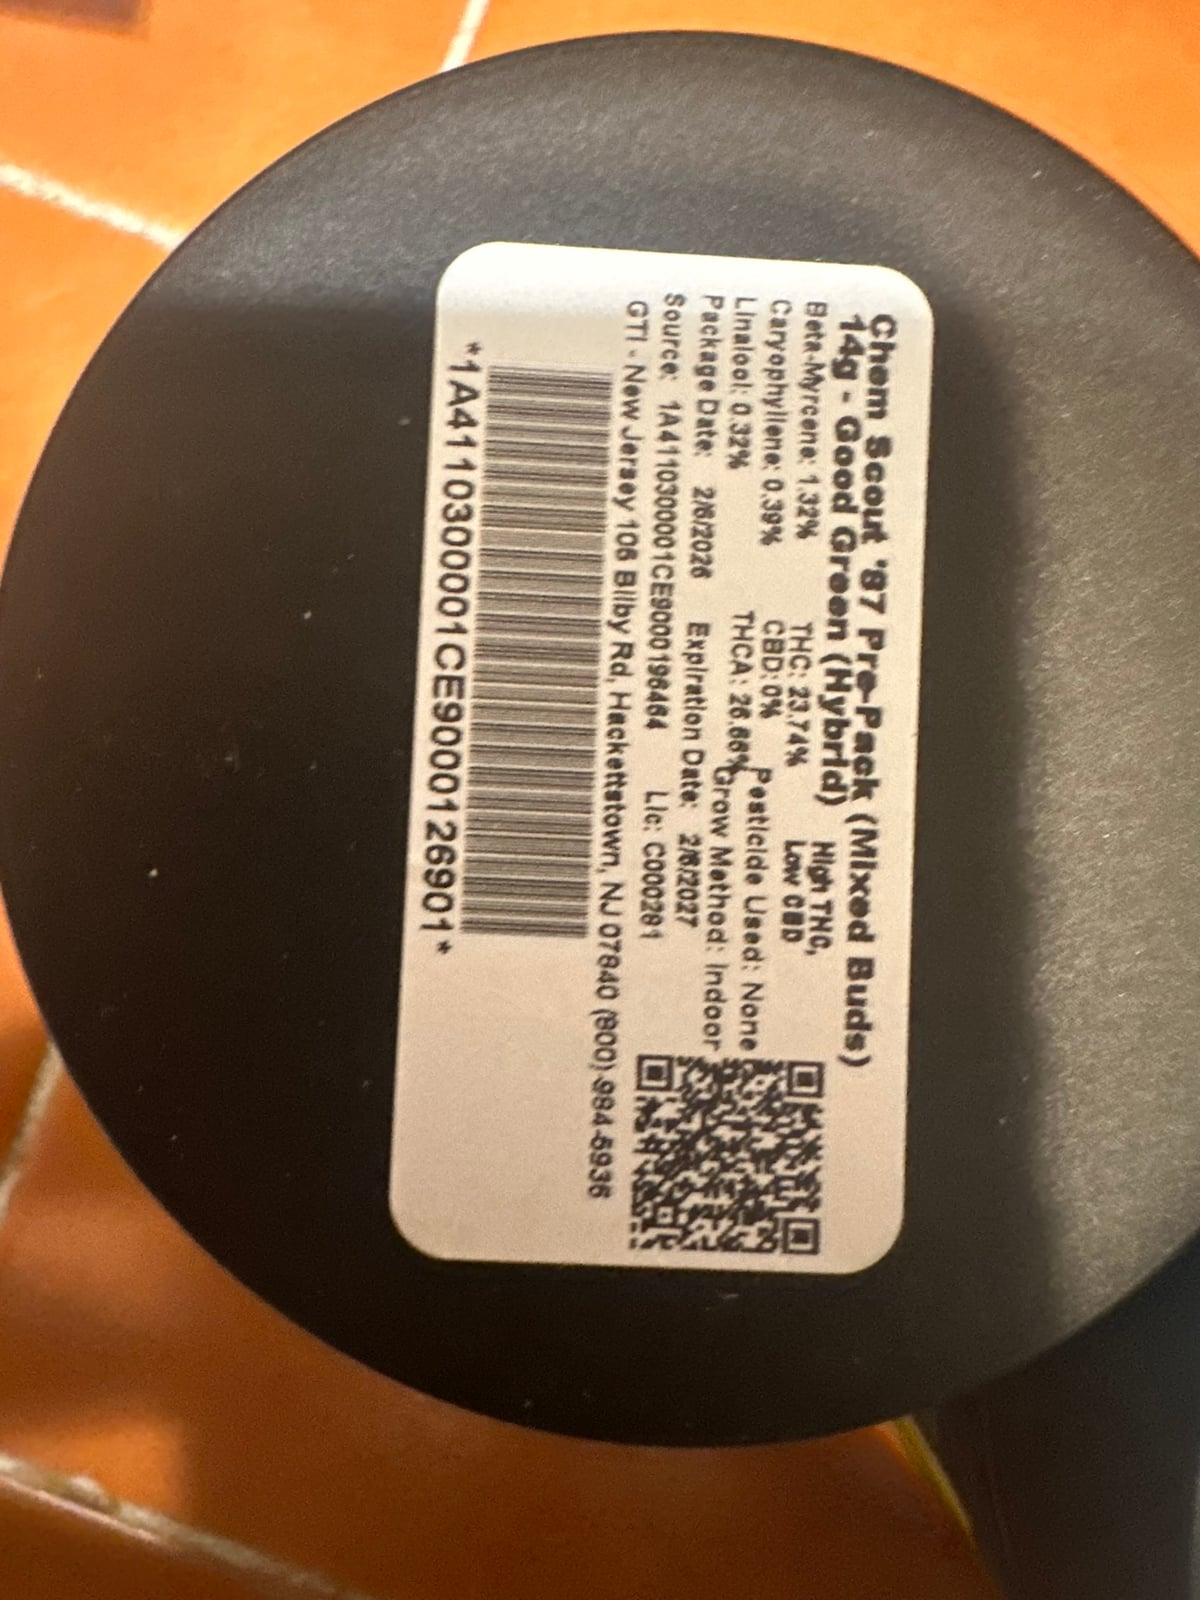 Chem Scout '87 Pre-Pack (Mixed Buds)
14g - Good Green (Hybrid)
High THC,
Low CBD
Beta-Myrcene: 1.32%
THC: 23.74%
Caryophyllene: 0.39%
CBD: 0%
Pesticide Used: None
Linalool: 0.32%
THCA: 26.66%
Grow Method: Indoor
Package Date: 2/6/2026 Expiration Date: 2/6/2027
Source: 1A4110300001CE9000196464 Lic: C000281
GTI - New Jersey 106 Bilby Rd, Hackettstown, NJ 07840 (800)-984-5936
*1A4110300001CE9000126901*